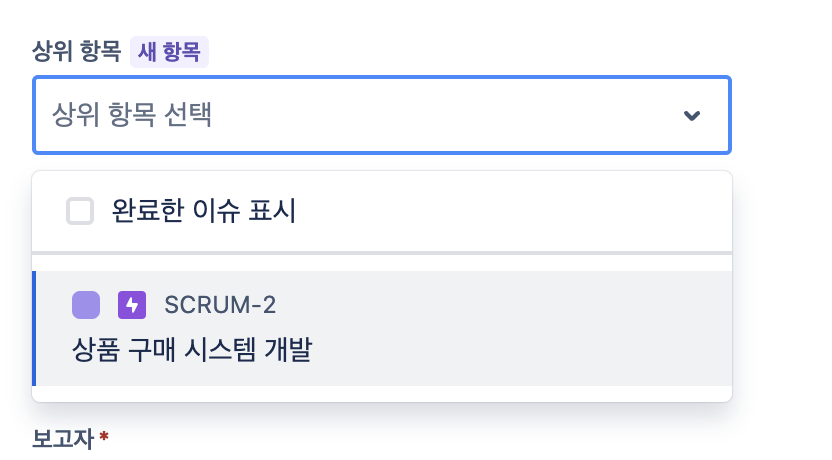 상위 항목 새 항목
상위 항목 선택
완료한 이슈 표시
SCRUM-2
상품 구매 시스템 개발
보고자 *